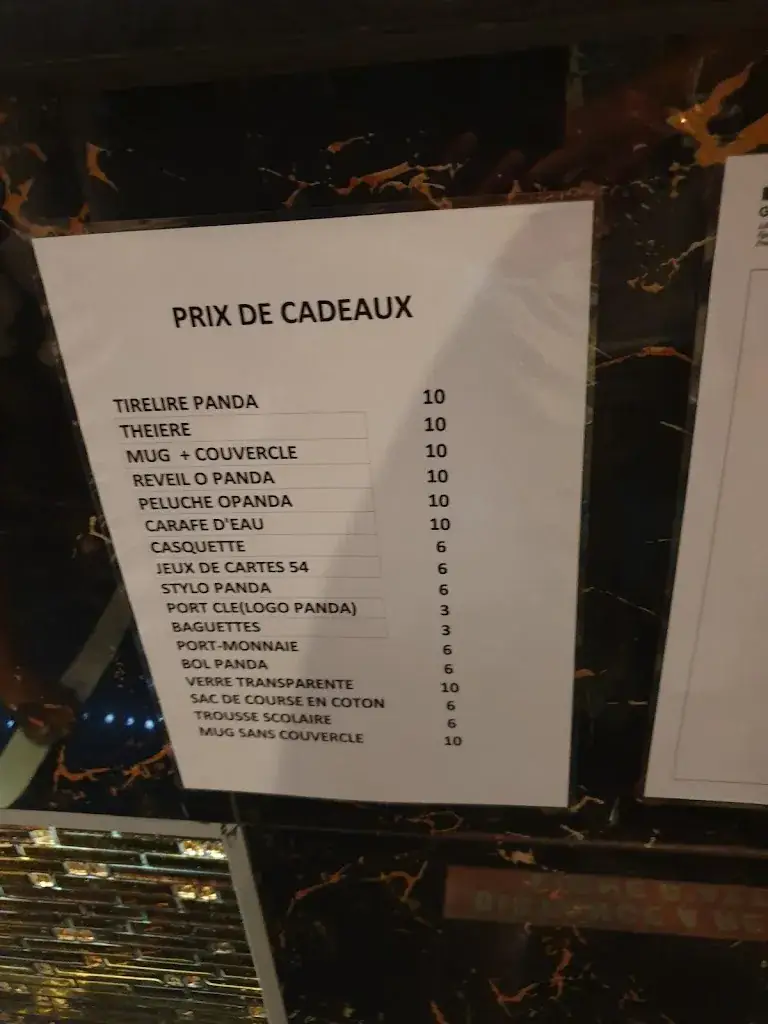 PRIX DE CADEAUX
TIRELIRE PANDA 10
THEIERE 10
MUG + COUVERCLE 10
REVEIL O PANDA 10
PELUCHE OPANDA 10
CARAFE D'EAU 10
CASQUETTE 6
JEUX DE CARTES 54 6
STYLO PANDA 6
PORT CLE(LOGO PANDA) 3
BAGUETTES 3
PORT-MONNAIE 6
BOL PANDA 6
VERRE TRANSPARENTE 10
SAC DE COURSE EN COTON 6
TROUSSE SCOLAIRE 6
MUG SANS COUVERCLE 10